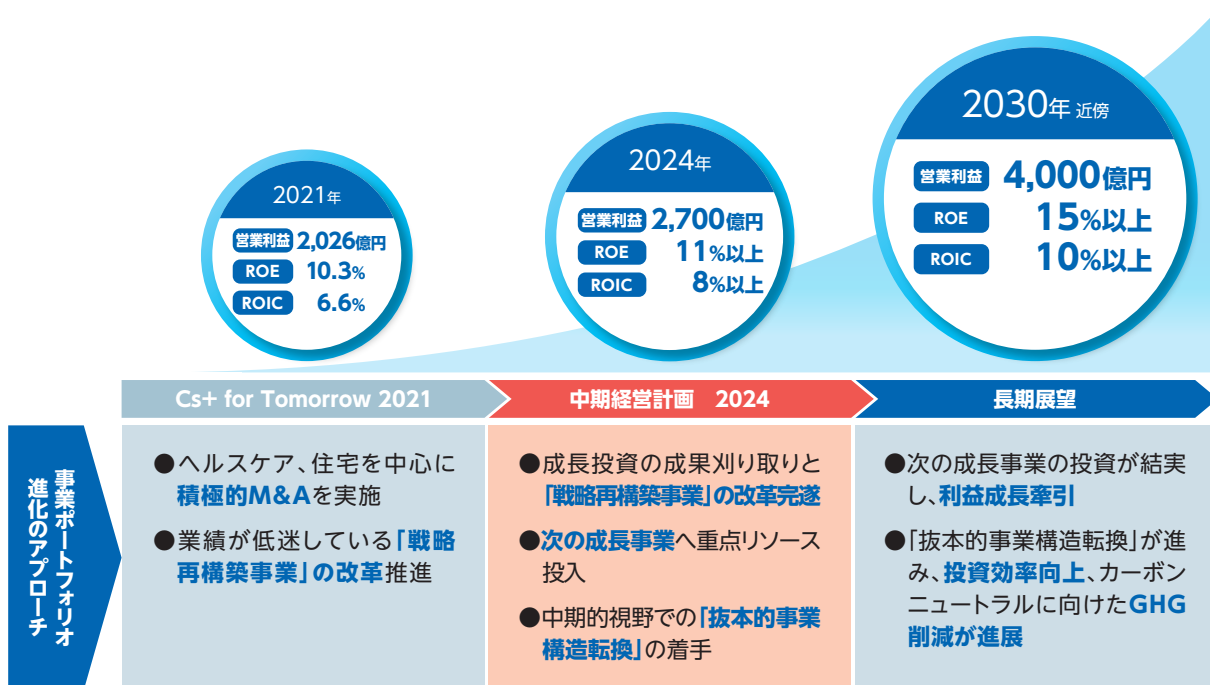 2021年
営業利益 2,026億円
ROE 10.3%
ROIC 6.6%
2024年
営業利益 2,700億円
ROE 11%以上
ROIC 8%以上
2030年 近傍
営業利益 4,000億円
ROE 15%以上
ROIC 10%以上
Cs+ for Tomorrow 2021
中期経営計画 2024
長期展望
事業ポートフォリオ
進化のアプローチ
●ヘルスケア、住宅を中心に
積極的M&Aを実施
●業績が低迷している「戦略
再構築事業」の改革推進
●成長投資の成果刈り取りと
「戦略再構築事業」の改革完遂
●次の成長事業へ重点リソース
投入
●中期的視野での「抜本的事業
構造転換」の着手
●次の成長事業の投資が結実
し、利益成長牽引
●「抜本的事業構造転換」が進
み、投資効率向上、カーボン
ニュートラルに向けたGHG
削減が進展